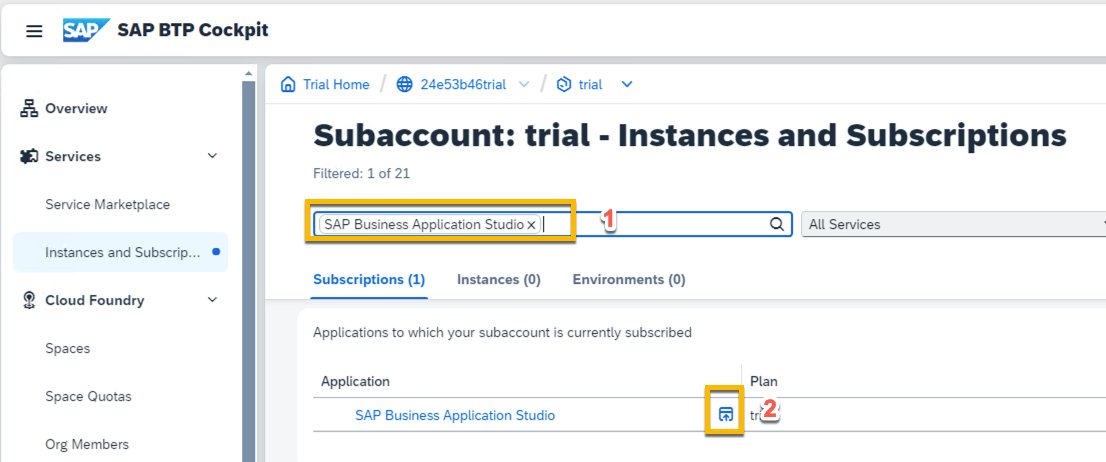 SAP SAP BTP Cockpit
Overview
Services
Service Marketplace
Instances and Subscrip...
Cloud Foundry
Spaces
Space Quotas
Org Members
Trial Home / 24e53b46trial / trial
Subaccount: trial - Instances and Subscriptions
Filtered: 1 of 21
SAP Business Application Studio × 1 All Services
Subscriptions (1) Instances (0) Environments (0)
Applications to which your subaccount is currently subscribed
Application Plan
SAP Business Application Studio 2